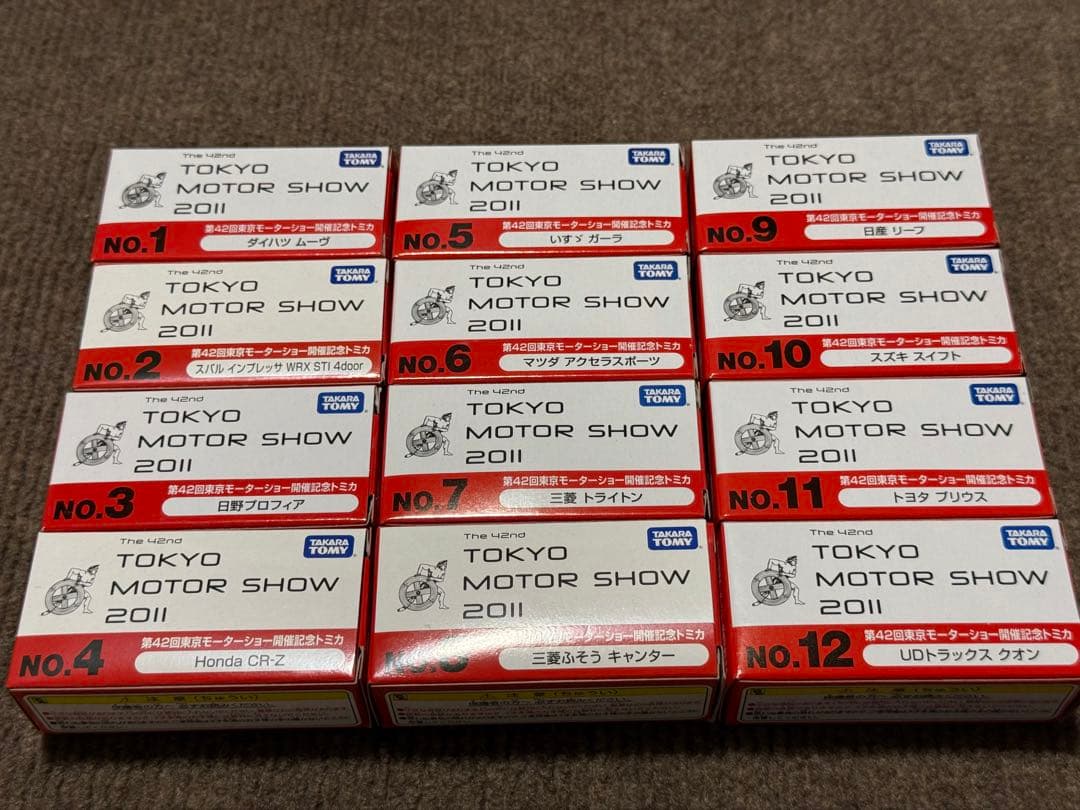 The 42nd
TOKYO
MOTOR SHOW
2011
TAKARA
TOMY
第42回東京モーターショー開催記念トミカ
NO.1
ダイハツ ムーヴ
The 42nd
TOKYO
MOTOR SHOW
2011
TAKARA
TOMY
第42回東京モーターショー開催記念トミカ
NO.2
スバル インプレッサ WRX STI 4door
The 42nd
TOKYO
MOTOR SHOW
2011
TAKARA
TOMY
第42回東京モーターショー開催記念トミカ
NO.3
日野プロフィア
The 42nd
TOKYO
MOTOR SHOW
2011
TAKARA
TOMY
第42回東京モーターショー開催記念トミカ
NO.4
Honda CR-Z
注意(ちゅうい)
The 42nd
TOKYO
MOTOR SHOW
2011
TAKARA
TOMY
第42回東京モーターショー開催記念トミカ
NO.5
いすゞ ガーラ
The 42nd
TOKYO
MOTOR SHOW
2011
TAKARA
TOMY
第42回東京モーターショー開催記念トミカ
NO.6
マツダ アクセラスポーツ
The 42nd
TOKYO
MOTOR SHOW
2011
TAKARA
TOMY
第42回東京モーターショー開催記念トミカ
NO.7
三菱 トライトン
The 42nd
TOKYO
MOTOR SHOW
2011
TAKARA
TOMY
モーターショー開催記念トミカ
三菱ふそう キャンター
注意(ちゅうい)
The 42nd
TOKYO
MOTOR SHOW
2011
TAKARA
TOMY
第42回東京モーターショー開催記念トミカ
NO.9
日産 リーフ
The 42nd
TOKYO
MOTOR SHOW
2011
TAKARA
TOMY
第42回東京モーターショー開催記念トミカ
NO.10
スズキ スイフト
The 42nd
TOKYO
MOTOR SHOW
2011
TAKARA
TOMY
第42回東京モーターショー開催記念トミカ
NO.11
トヨタ プリウス
The 42nd
TOKYO
MOTOR SHOW
2011
TAKARA
TOMY
第42回東京モーターショー開催記念トミカ
NO.12
UDトラックス クオン
注意(ちゅうい)